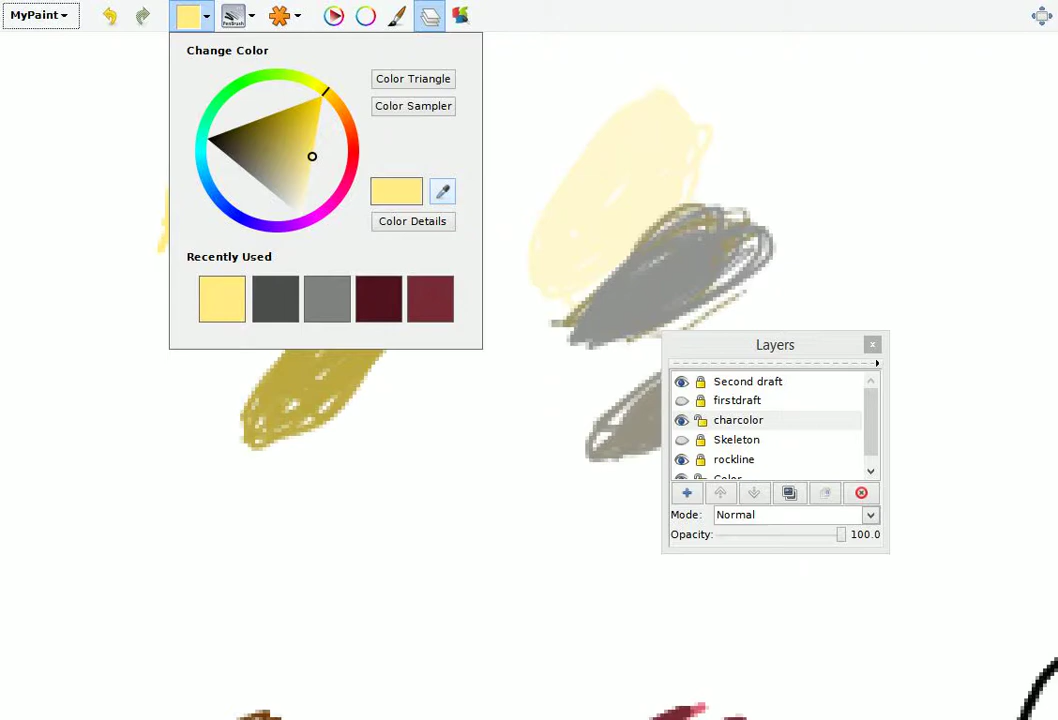 MyPaint
Change Color
Color Triangle
Color Sampler
Color Details
Recently Used
Layers
Second draft
firstdraft
charcolor
Skeleton
rockline
Color
Mode: Normal
Opacity: 100.0